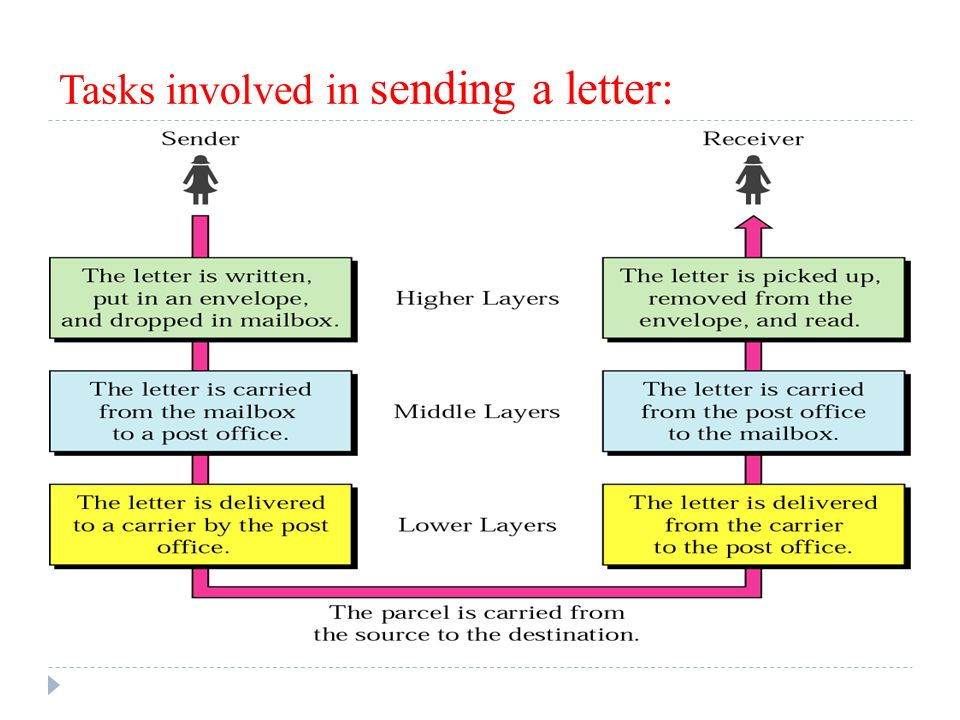 Tasks involved in sending a letter:
Sender
Receiver
The letter is written,
put in an envelope,
and dropped in mailbox.
Higher Layers
The letter is picked up,
removed from the
envelope, and read.
The letter is carried
from the mailbox
to a post office.
Middle Layers
The letter is carried
from the post office
to the mailbox.
The letter is delivered
to a carrier by the post
office.
Lower Layers
The letter is delivered
from the carrier
to the post office.
The parcel is carried from
the source to the destination.